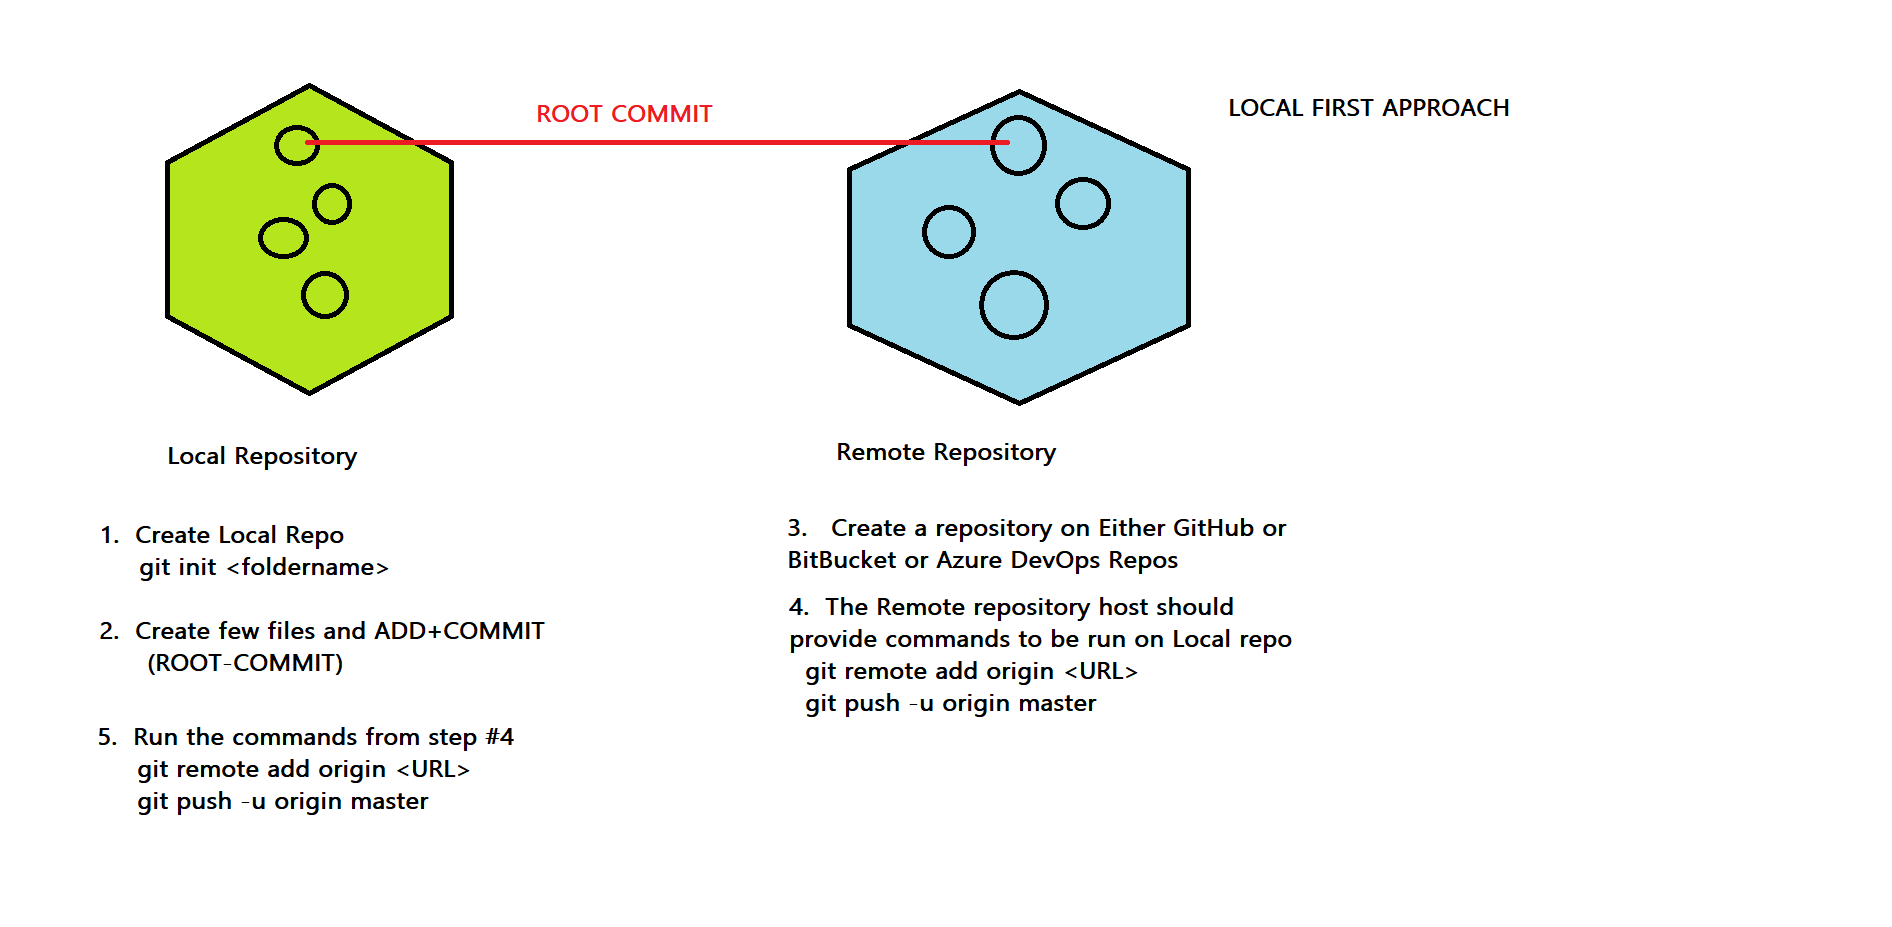 ROOT COMMIT
LOCAL FIRST APPROACH
Local Repository
Remote Repository
1. Create Local Repo
git init <foldername>
2. Create few files and ADD+COMMIT
(ROOT-COMMIT)
5. Run the commands from step #4
git remote add origin <URL>
git push -u origin master
3. Create a repository on Either GitHub or
BitBucket or Azure DevOps Repos
4. The Remote repository host should
provide commands to be run on Local repo
git remote add origin <URL>
git push -u origin master